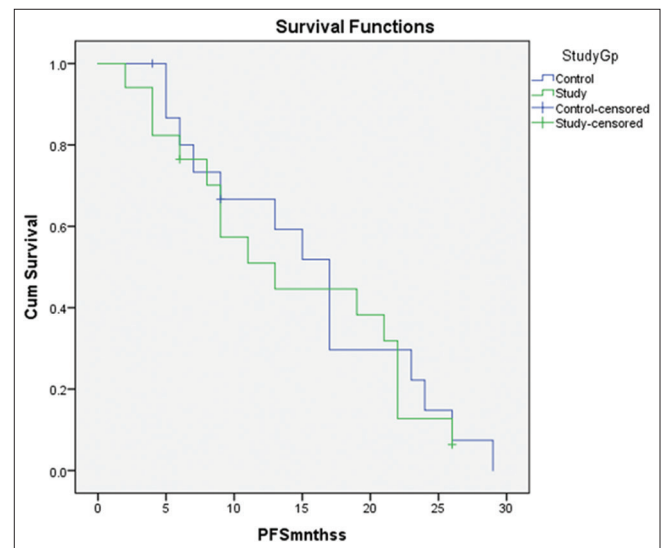 Survival Functions
StudyGp
Control
Study
Control-censored
Study-censored
Cum Survival
1.0
0.8
0.6
0.4
0.2
0.0
0 5 10 15 20 25 30
PFSmnthss